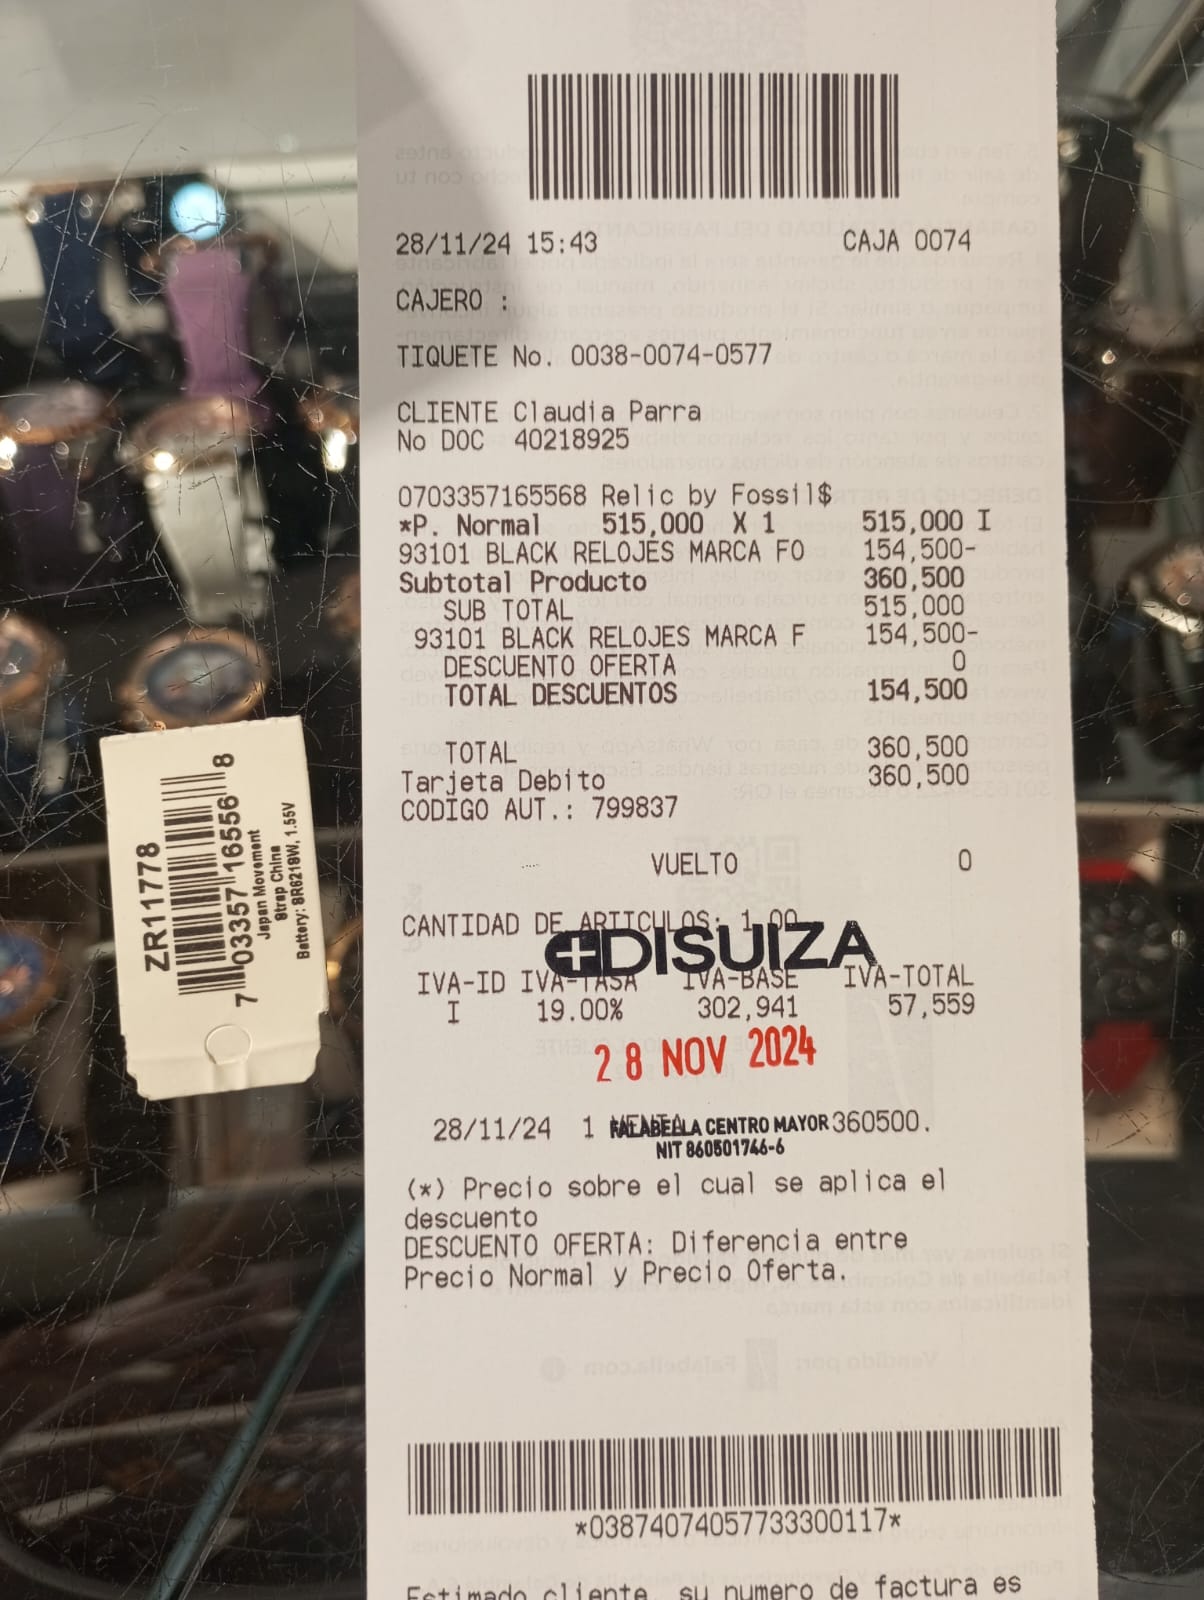 28/11/24 15:43 CAJA 0074
CAJERO :
TIQUETE No. 0038-0074-0577
CLIENTE Claudia Parra
No DOC 40218925
0703357165568 Relic by Fossil$
*P. Normal 515,000 X 1 515,000 I
93101 BLACK RELOJES MARCA FO 154,500-
Subtotal Producto 360,500
SUB TOTAL 515,000
93101 BLACK RELOJES MARCA F 154,500-
DESCUENTO OFERTA 0
TOTAL DESCUENTOS 154,500
TOTAL 360,500
Tarjeta Debito 360,500
CODIGO AUT.: 799837
VUELTO 0
CANTIDAD DE ARTICULOS: 1.00
DISUIZA
IVA-ID IVA-TASA IVA-BASE IVA-TOTAL
I 19.00% 302,941 57,559
28 NOV 2024
28/11/24 1 VENTA 360500.
FALABELLA CENTRO MAYOR
NIT 860501746-6
(*) Precio sobre el cual se aplica el
descuento
DESCUENTO OFERTA: Diferencia entre
Precio Normal y Precio Oferta.
*03874074057733300117*
Estimado cliente, su numero de factura es
ZR11778
7 03357 16556 8
Japan Movement
Strap China
Battery: SR621SW, 1.55V